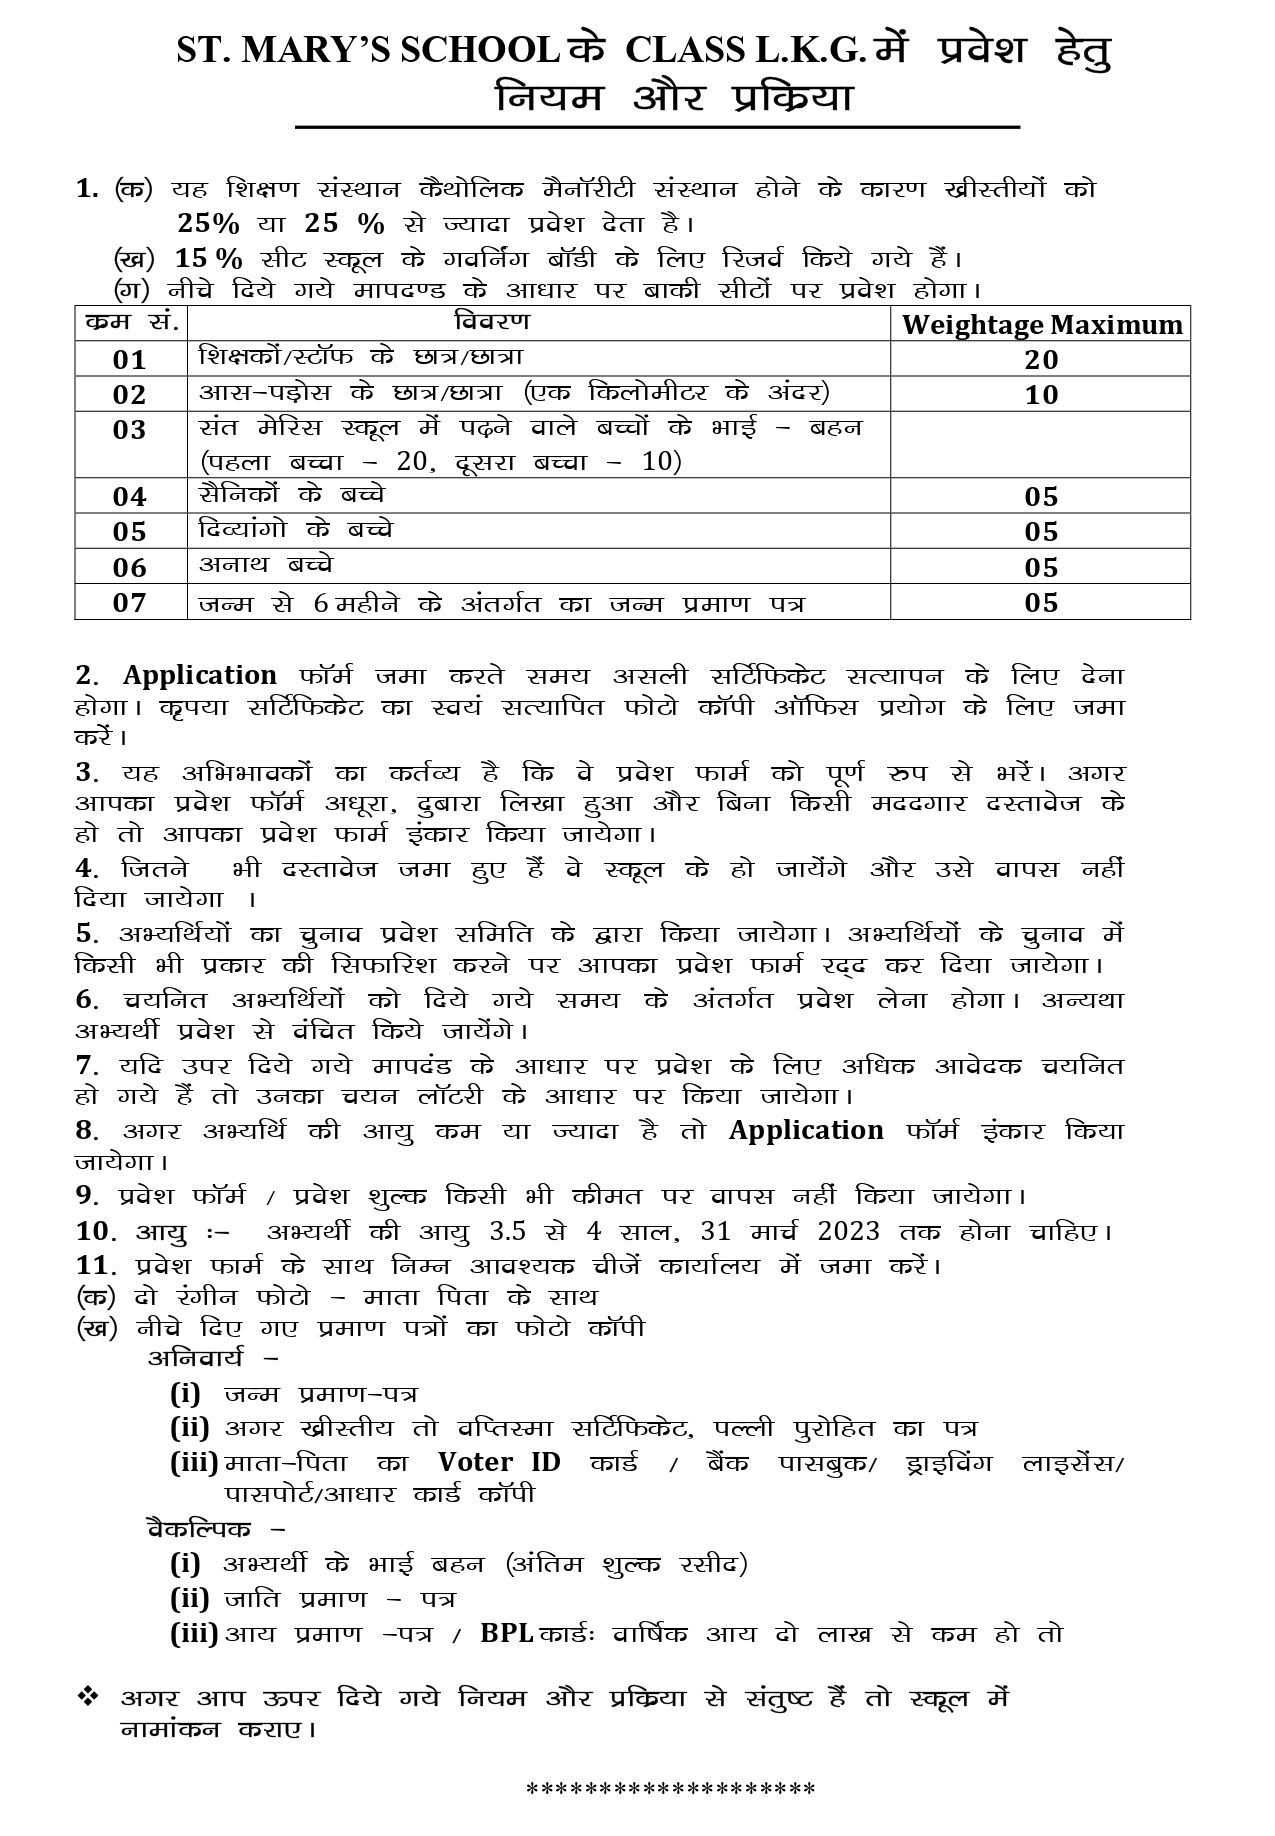 ST. MARY’S SCHOOL के CLASS L.K.G. में प्रवेश हेतु
नियम और प्रक्रिया
1. (क) यह शिक्षण संस्थान कैथोलिक मैनॉरीटी संस्थान होने के कारण ख्रीस्तीयों को
25% या 25 % से ज्यादा प्रवेश देता है।
(ख) 15 % सीट स्कूल के गवर्निंग बॉडी के लिए रिजर्व किये गये हैं।
(ग) नीचे दिये गये मापदण्ड के आधार पर बाकी सीटों पर प्रवेश होगा।
क्रम सं. विवरण Weightage Maximum
01 शिक्षकों/स्टॉफ के छात्र/छात्रा 20
02 आस-पड़ोस के छात्र/छात्रा (एक किलोमीटर के अंदर) 10
03 संत मेरिस स्कूल में पढ़ने वाले बच्चों के भाई – बहन
(पहला बच्चा – 20, दूसरा बच्चा – 10)
04 सैनिकों के बच्चे 05
05 दिव्यांगो के बच्चे 05
06 अनाथ बच्चे 05
07 जन्म से 6 महीने के अंतर्गत का जन्म प्रमाण पत्र 05
2. Application फॉर्म जमा करते समय असली सर्टिफिकेट सत्यापन के लिए देना
होगा। कृपया सर्टिफिकेट का स्वयं सत्यापित फोटो कॉपी ऑफिस प्रयोग के लिए जमा
करें।
3. यह अभिभावकों का कर्तव्य है कि वे प्रवेश फार्म को पूर्ण रुप से भरें। अगर
आपका प्रवेश फॉर्म अधूरा, दुबारा लिखा हुआ और बिना किसी मददगार दस्तावेज के
हो तो आपका प्रवेश फार्म इंकार किया जायेगा।
4. जितने भी दस्तावेज जमा हुए हैं वे स्कूल के हो जायेंगे और उसे वापस नहीं
दिया जायेगा ।
5. अभ्यर्थियों का चुनाव प्रवेश समिति के द्वारा किया जायेगा। अभ्यर्थियों के चुनाव में
किसी भी प्रकार की सिफारिश करने पर आपका प्रवेश फार्म रद्द कर दिया जायेगा।
6. चयनित अभ्यर्थियों को दिये गये समय के अंतर्गत प्रवेश लेना होगा। अन्यथा
अभ्यर्थी प्रवेश से वंचित किये जायेंगे।
7. यदि उपर दिये गये मापदंड के आधार पर प्रवेश के लिए अधिक आवेदक चयनित
हो गये हैं तो उनका चयन लॉटरी के आधार पर किया जायेगा।
8. अगर अभ्यर्थि की आयु कम या ज्यादा है तो Application फॉर्म इंकार किया
जायेगा।
9. प्रवेश फॉर्म / प्रवेश शुल्क किसी भी कीमत पर वापस नहीं किया जायेगा।
10. आयु :– अभ्यर्थी की आयु 3.5 से 4 साल, 31 मार्च 2023 तक होना चाहिए।
11. प्रवेश फार्म के साथ निम्न आवश्यक चीजें कार्यालय में जमा करें।
(क) दो रंगीन फोटो – माता पिता के साथ
(ख) नीचे दिए गए प्रमाण पत्रों का फोटो कॉपी
अनिवार्य –
(i) जन्म प्रमाण–पत्र
(ii) अगर ख्रीस्तीय तो वप्तिस्मा सर्टिफिकेट, पल्ली पुरोहित का पत्र
(iii) माता–पिता का Voter ID कार्ड / बैंक पासबुक/ ड्राइविंग लाइसेंस/
पासपोर्ट/आधार कार्ड कॉपी
वैकल्पिक –
(i) अभ्यर्थी के भाई बहन (अंतिम शुल्क रसीद)
(ii) जाति प्रमाण – पत्र
(iii) आय प्रमाण –पत्र / BPL कार्डः वार्षिक आय दो लाख से कम हो तो
❖ अगर आप ऊपर दिये गये नियम और प्रक्रिया से संतुष्ट हैं तो स्कूल में
नामांकन कराए।
********************